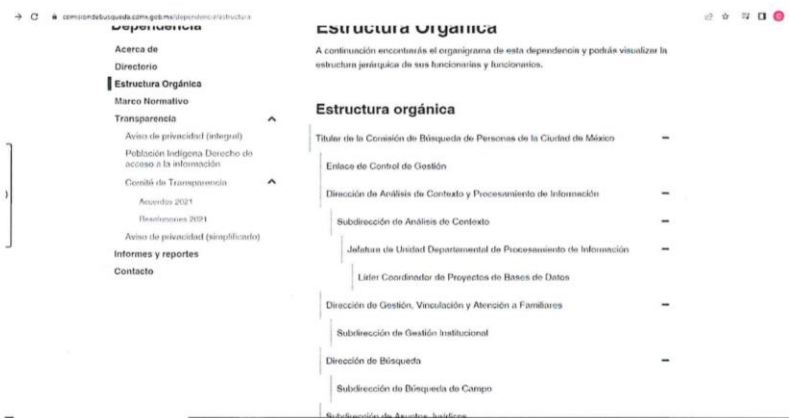 comisiondebusqueda.cdmx.gob.mx/dependencia/estructura
Dependencia
Acerca de
Directorio
Estructura Orgánica
Marco Normativo
Transparencia
Aviso de privacidad (integral)
Población Indígena Derecho de
acceso a la información
Comité de Transparencia
Acuerdos 2021
Resoluciones 2021
Aviso de privacidad (simplificado)
Informes y reportes
Contacto
Estructura Orgánica
A continuación encontrarás el organigrama de esta dependencia y podrás visualizar la
estructura jerárquica de sus funcionarias y funcionarios.
Estructura orgánica
Titular de la Comisión de Búsqueda de Personas de la Ciudad de México
Enlace de Control de Gestión
Dirección de Análisis de Contexto y Procesamiento de Información
Subdirección de Análisis de Contexto
Jefatura de Unidad Departamental de Procesamiento de Información
Líder Coordinador de Proyectos de Bases de Datos
Dirección de Gestión, Vinculación y Atención a Familiares
Subdirección de Gestión Institucional
Dirección de Búsqueda
Subdirección de Búsqueda de Campo
Subdirección de Asuntos Jurídicos